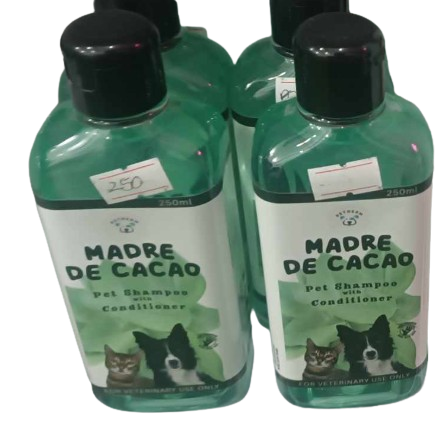 250
250ml
MADRE
DE CACAO
Pet Shampoo
with
Conditioner
FOR VETERINARY USE ONLY
250ml
MADRE
DE CACAO
Pet Shampoo
with
Conditioner
FOR VETERINARY USE ONLY